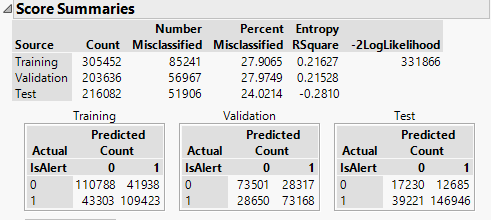 Score Summaries
Number Percent Entropy
Source Count Misclassified Misclassified RSquare -2LogLikelihood
Training 305452 85241 27.9065 0.21627 331866
Validation 203636 56967 27.9749 0.21528
Test 216082 51906 24.0214 -0.2810
Training Validation Test
Predicted Predicted Predicted
Actual Count Actual Count Actual Count
IsAlert 0 1 IsAlert 0 1 IsAlert 0 1
0 110788 41938 0 73501 28317 0 17230 12685
1 43303 109423 1 28650 73168 1 39221 146946